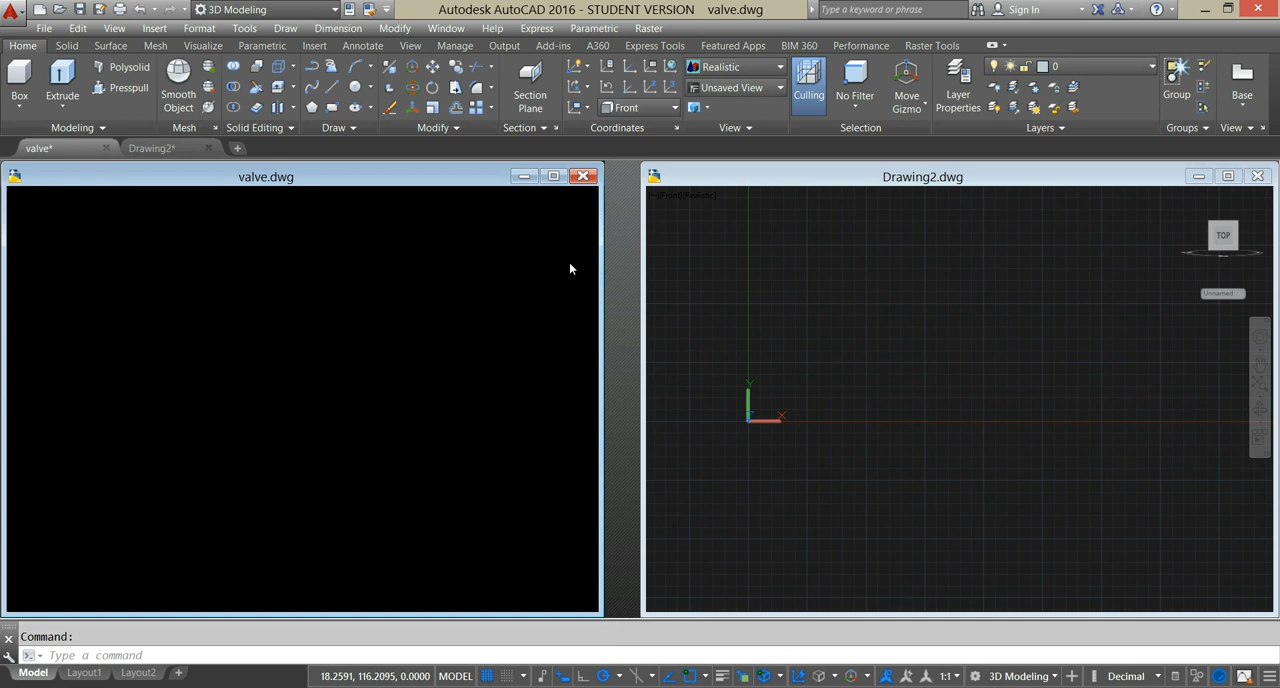 3D Modeling Autodesk AutoCAD 2016 - STUDENT VERSION valve.dwg Type a keyword or phrase Sign In
File Edit View Insert Format Tools Draw Dimension Modify Window Help Express Parametric Raster
Home Solid Surface Mesh Visualize Parametric Insert Annotate View Manage Output Add-ins A360 Express Tools Featured Apps BIM 360 Performance Raster Tools
Box Extrude Polysolid Presspull Smooth Object Section Plane Front Realistic Unsaved View Culling No Filter Move Gizmo Layer Properties 0 Group Base
Modeling Mesh Solid Editing Draw Modify Section Coordinates View Selection Layers Groups View
valve* Drawing2*
valve.dwg Drawing2.dwg
[-][Front][Realistic]
TOP
Unnamed
Y
X
Command:
Type a command
Model Layout1 Layout2
18.2591, 116.2095, 0.0000 MODEL 1:1 3D Modeling Decimal